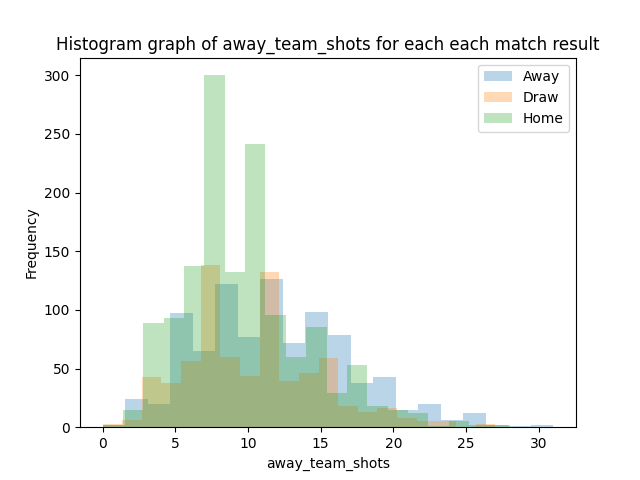 Histogram graph of away_team_shots for each each match result
Away
Draw
Home
300
250
200
150
100
50
0
Frequency
0 5 10 15 20 25 30
away_team_shots